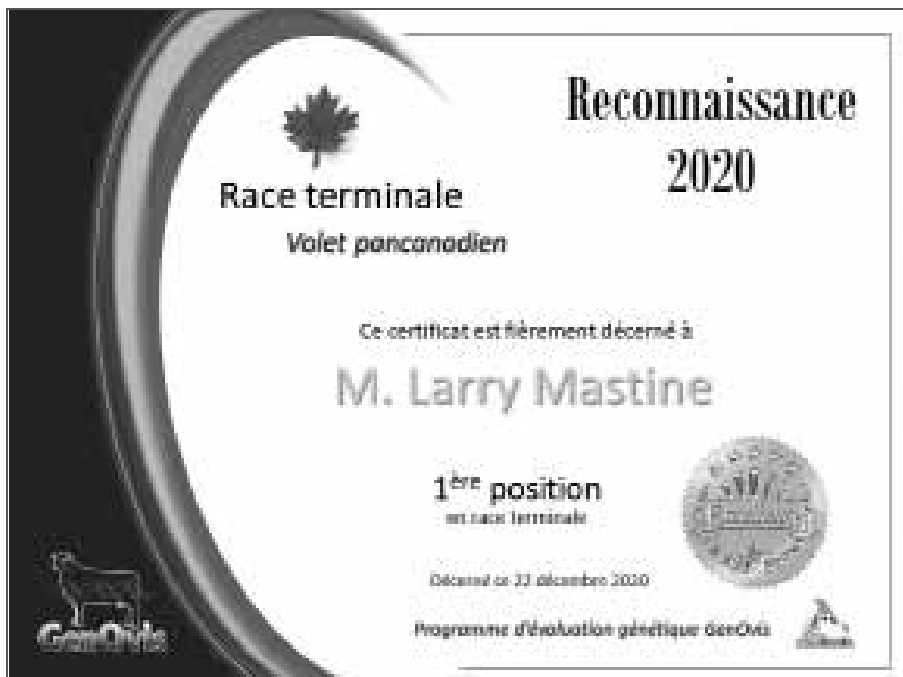 Reconnaissance
2020
Race terminale
Volet pancanadien
Ce certificat est fièrement décerné à
M. Larry Mastine
1ère position
en race terminale
Décerné ce 22 décembre 2020
Programme d'évaluation génétique GenOvis
GenOvis